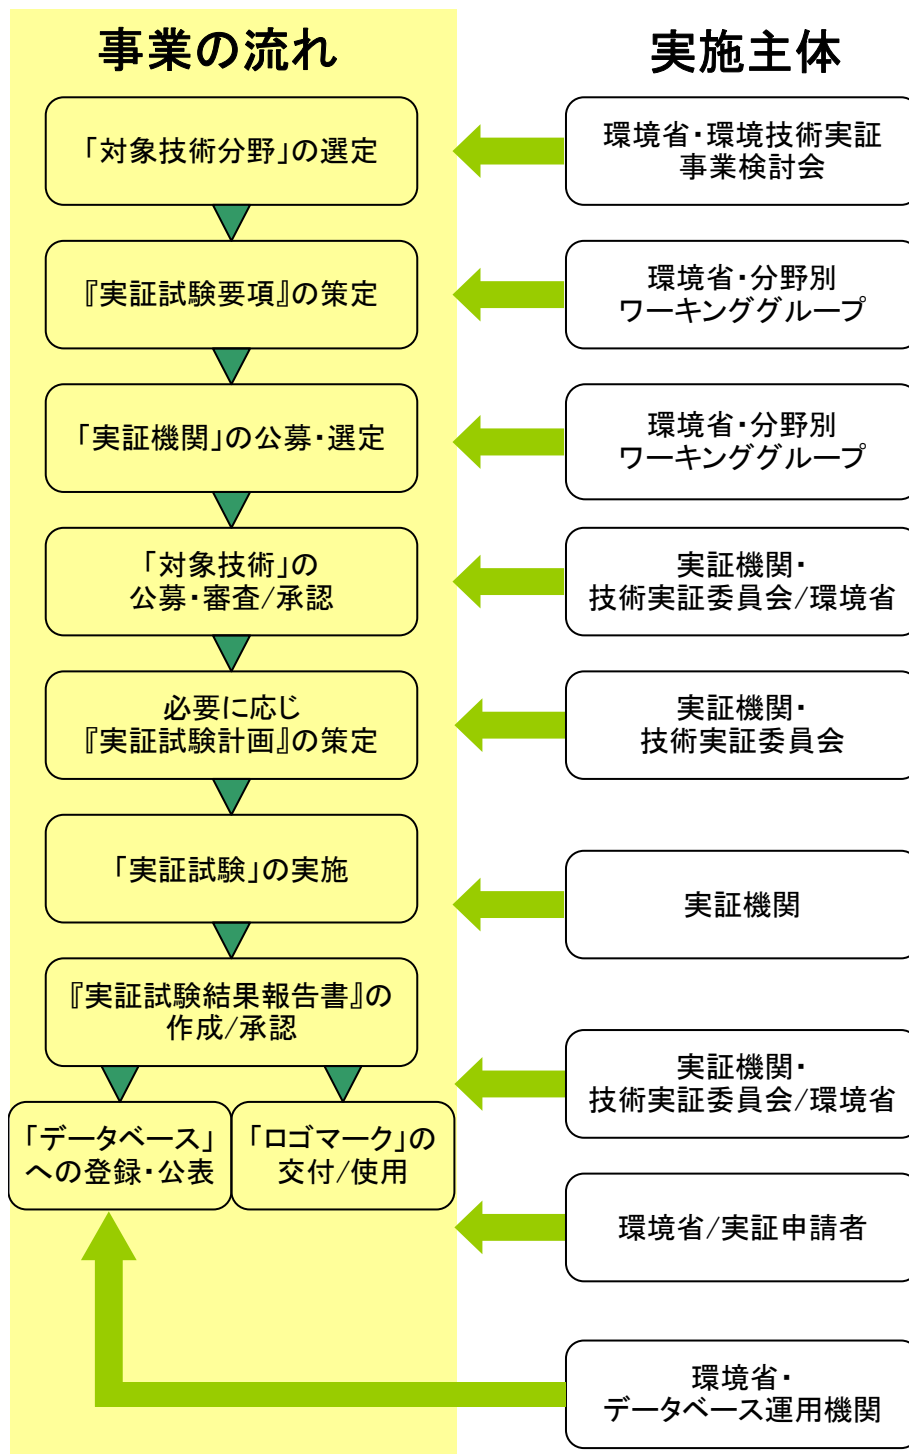 事業の流れ
実施主体
「対象技術分野」の選定
環境省・環境技術実証
事業検討会
『実証試験要項』の策定
環境省・分野別
ワーキンググループ
「実証機関」の公募・選定
環境省・分野別
ワーキンググループ
「対象技術」の
公募・審査/承認
実証機関・
技術実証委員会/環境省
必要に応じ
『実証試験計画』の策定
実証機関・
技術実証委員会
「実証試験」の実施
実証機関
『実証試験結果報告書』の
作成/承認
実証機関・
技術実証委員会/環境省
「データベース」
への登録・公表
「ロゴマーク」の
交付/使用
環境省/実証申請者
環境省・
データベース運用機関